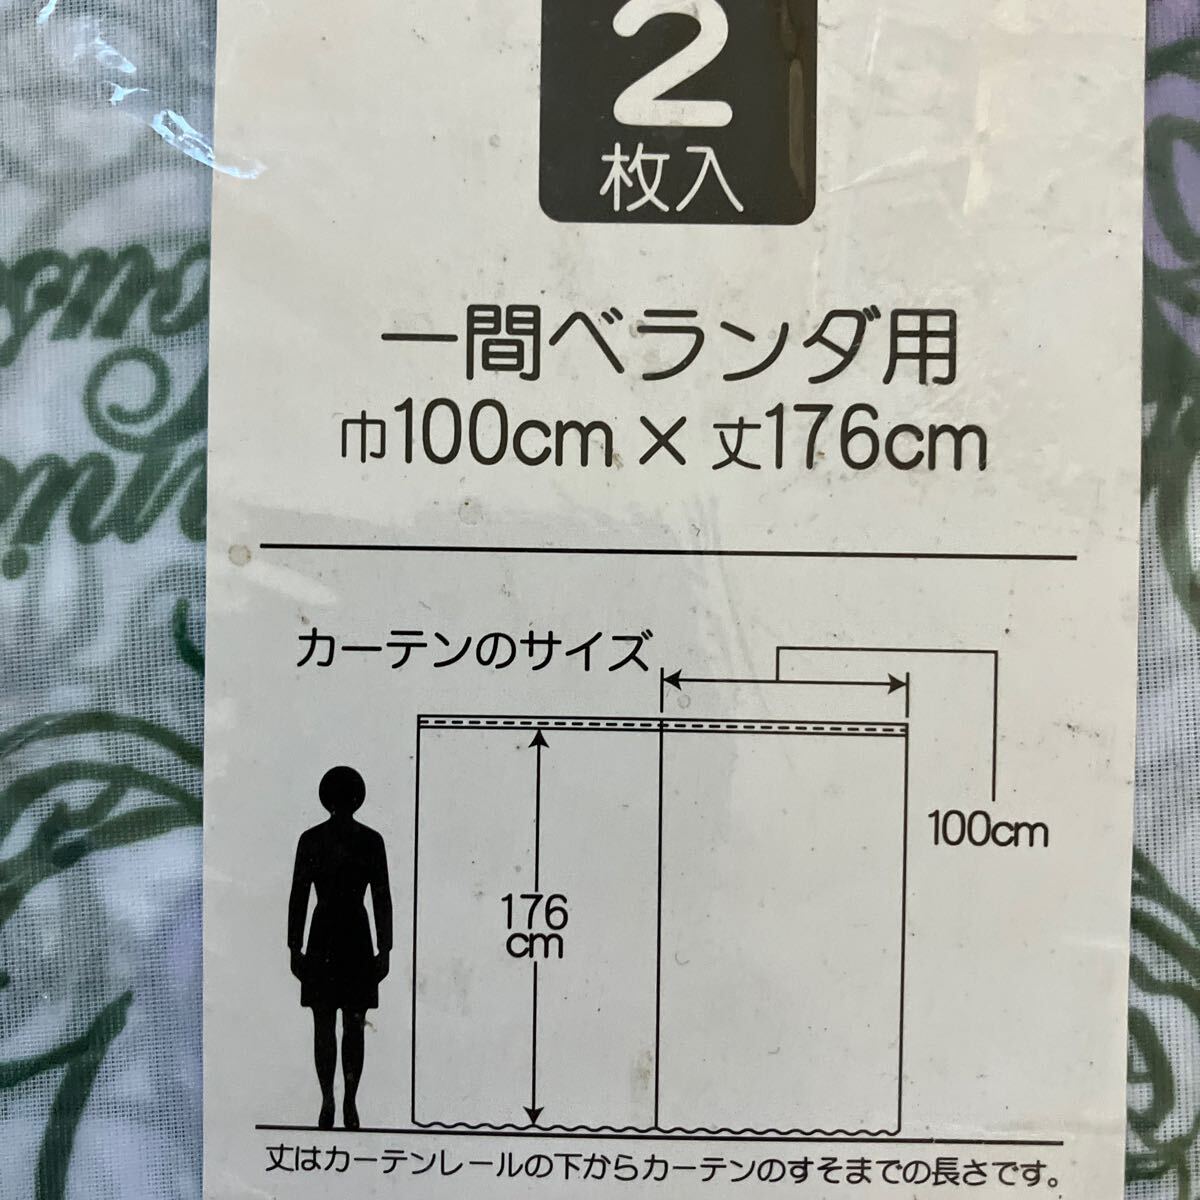 2
枚入
一間ベランダ用
巾100cm×丈176cm
カーテンのサイズ
100cm
176
cm
丈はカーテンレールの下からカーテンのすそまでの長さです。